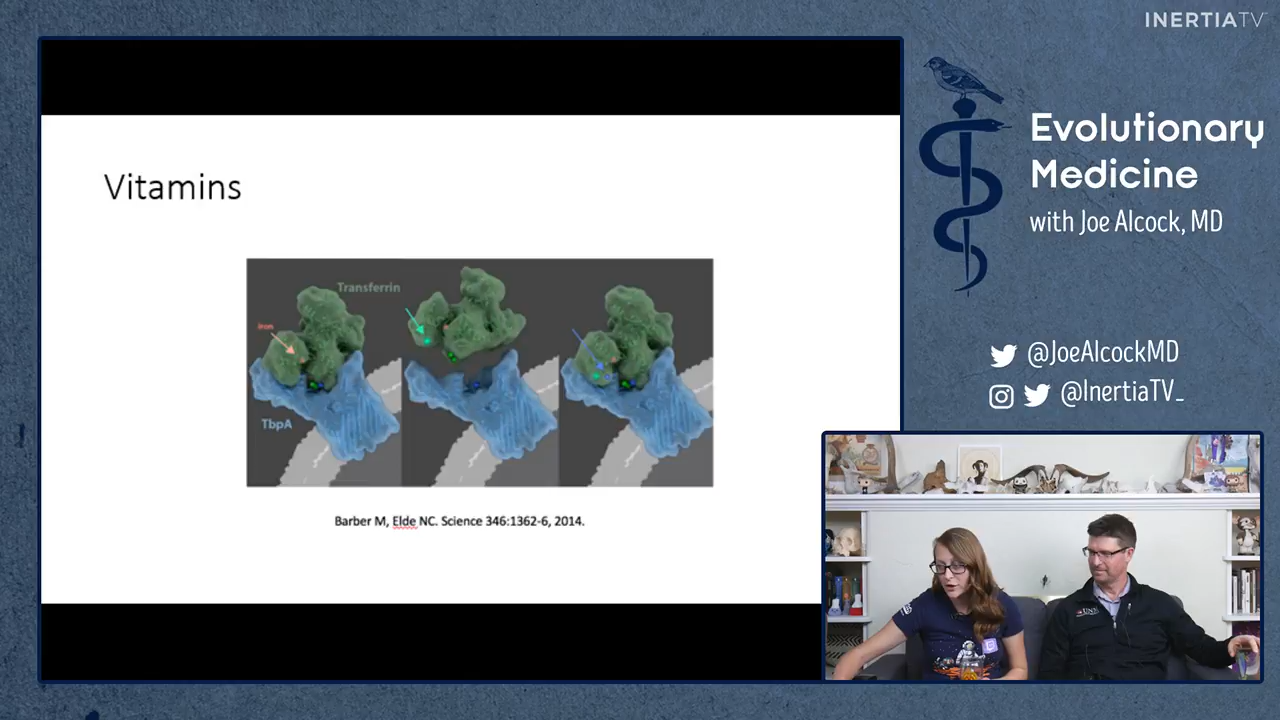 INERTIATV
Vitamins
Transferrin
Iron
TbpA
Barber M, Elde NC. Science 346:1362-6, 2014.
Evolutionary
Medicine
with Joe Alcock, MD
@JoeAlcockMD
@InertiaTV_